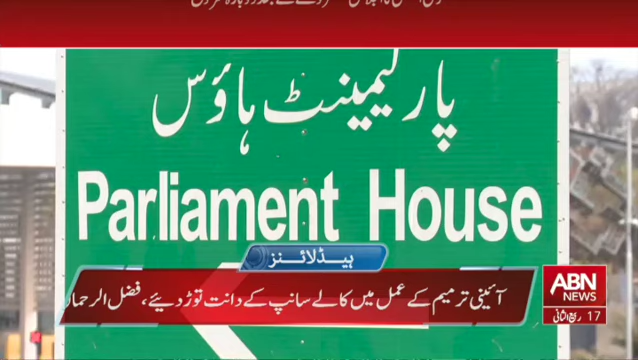 پارلیمینٹ ہاؤس
Parliament House
ہیڈلائنز
آئینی ترمیم کے عمل میں کالے سانپ کے دانت توڑ دیئے، فضل الرحمان
ABN
NEWS
17 ربیع الثانی